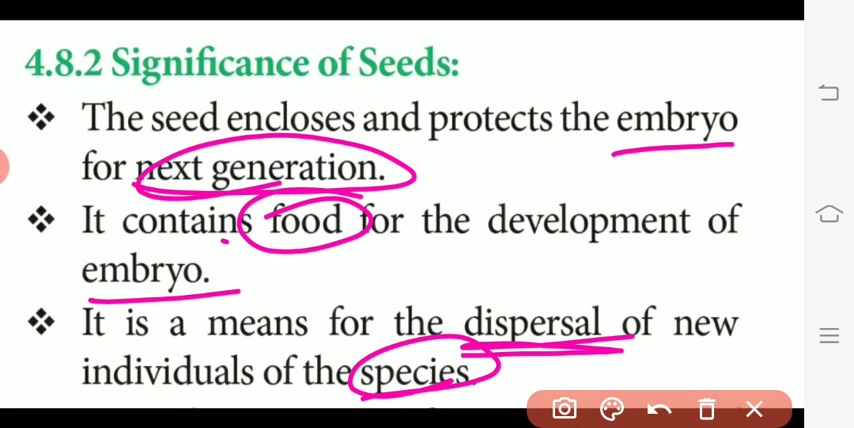 4.8.2 Significance of Seeds:
❖ The seed encloses and protects the embryo
for next generation.
❖ It contains food for the development of
embryo.
❖ It is a means for the dispersal of new
individuals of the species.